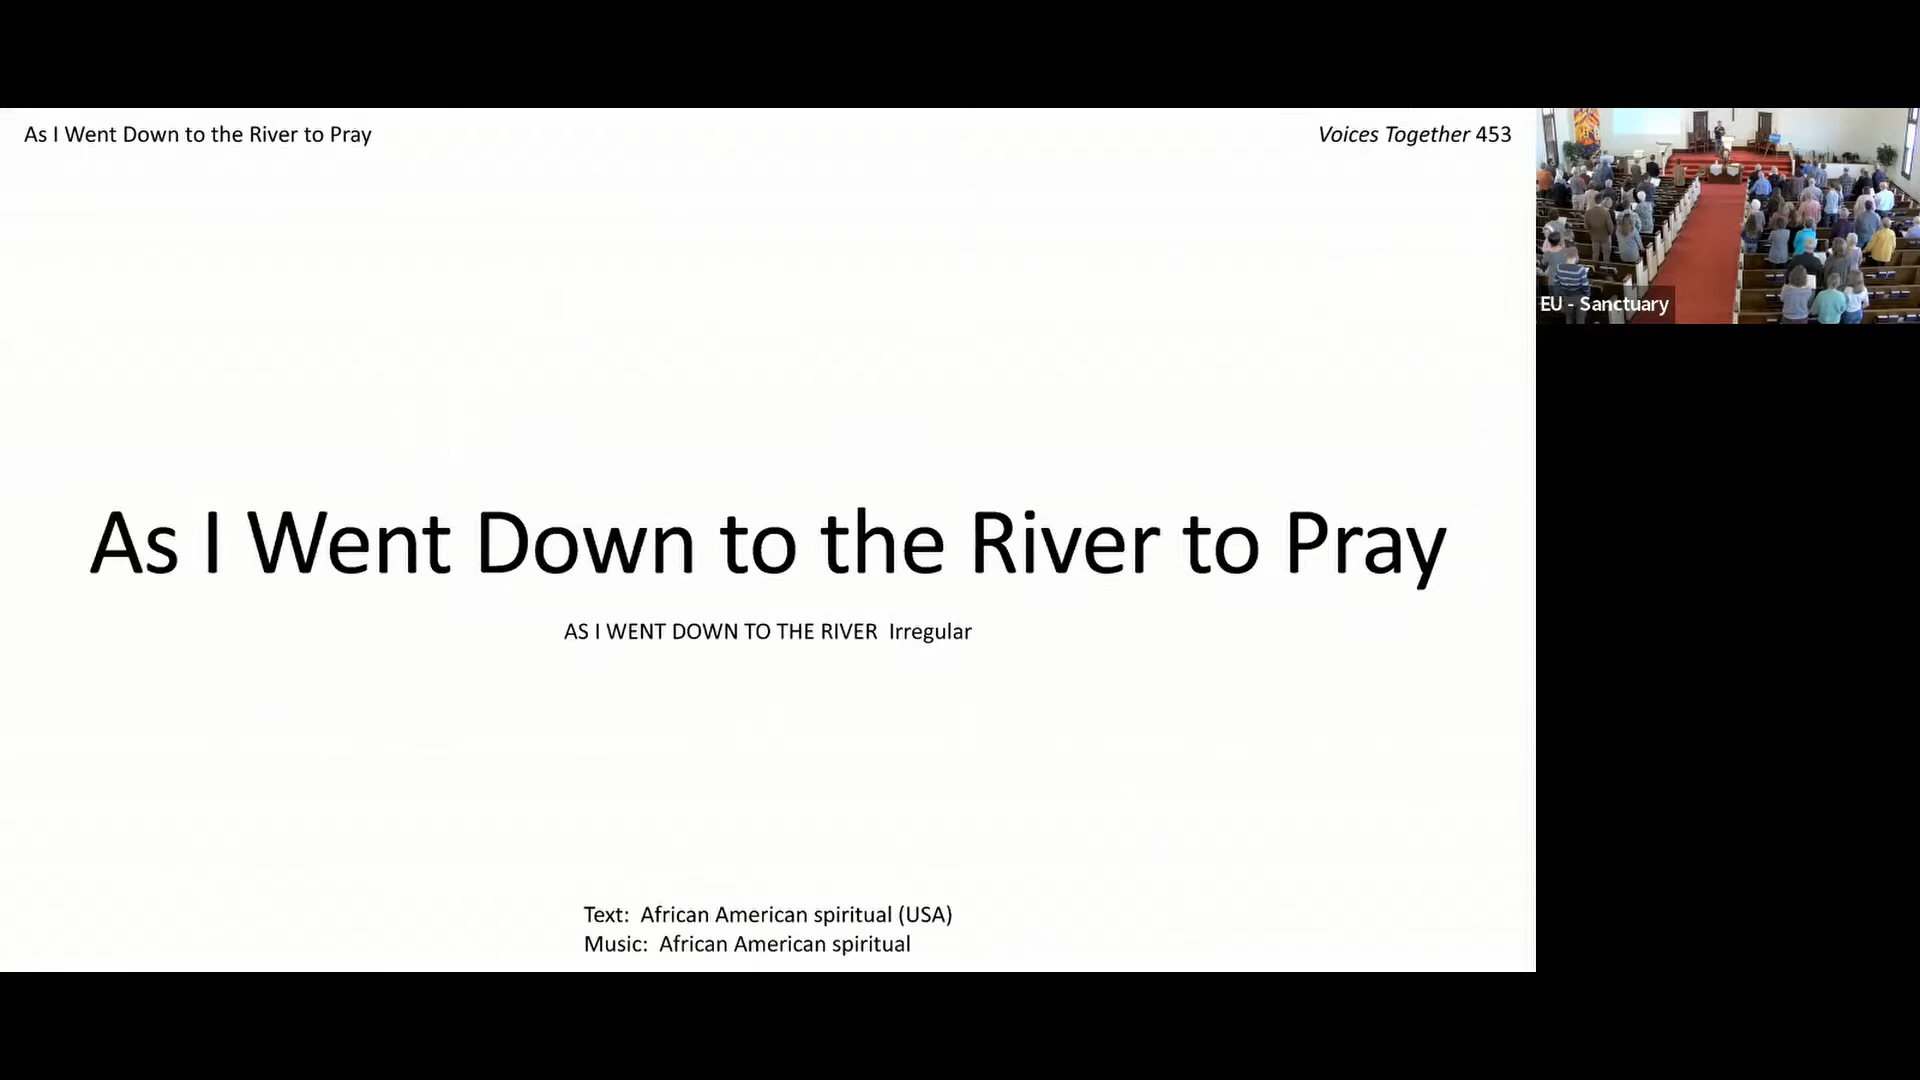 As I Went Down to the River to Pray
Voices Together 453
EU - Sanctuary
As I Went Down to the River to Pray
AS I WENT DOWN TO THE RIVER  Irregular
Text:  African American spiritual (USA)
Music:  African American spiritual